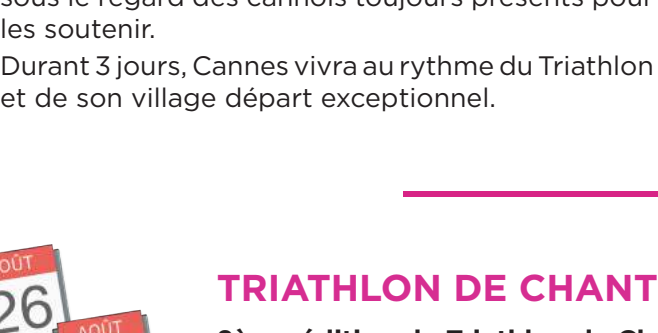 sous le regard des cannois toujours présents pour
les soutenir.
Durant 3 jours, Cannes vivra au rythme du Triathlon
et de son village départ exceptionnel.
AOÛT
26
AOÛT
TRIATHLON DE CHANT